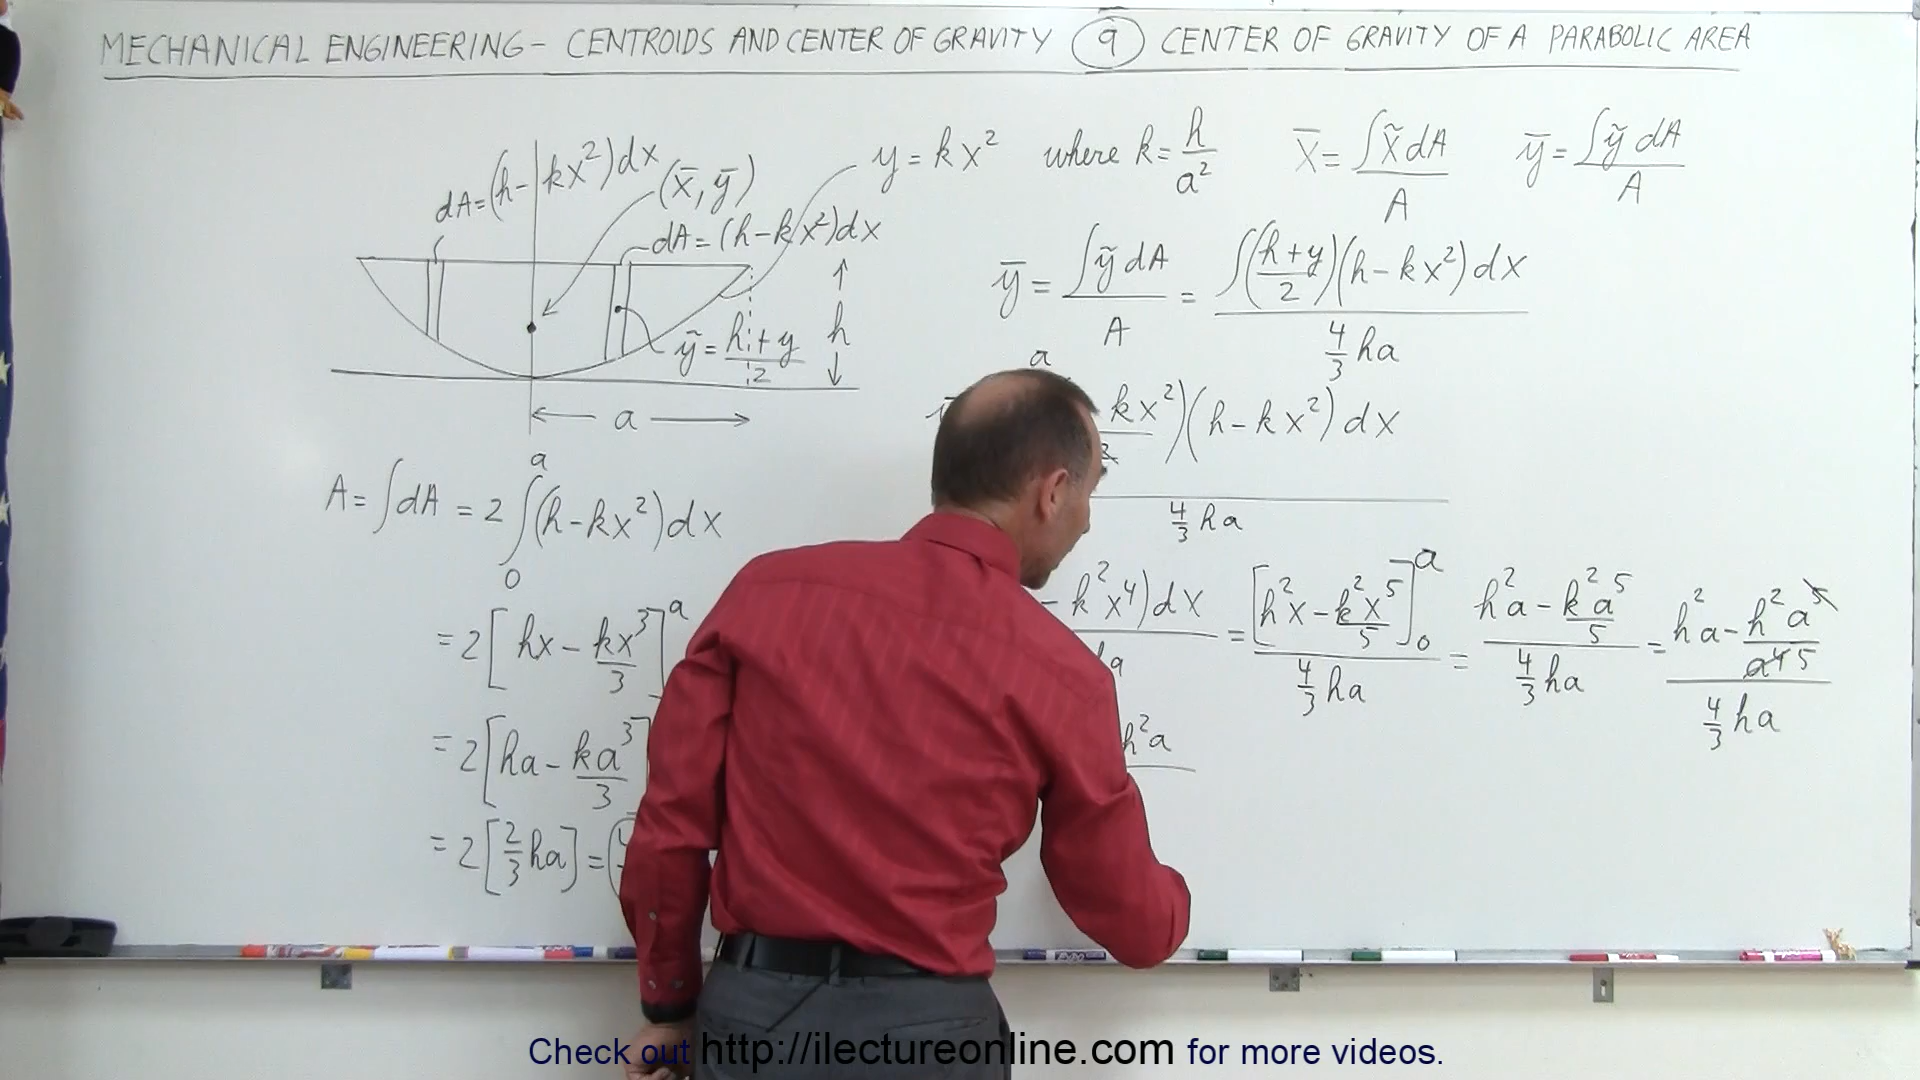 MECHANICAL ENGINEERING - CENTROIDS AND CENTER OF GRAVITY 9 CENTER OF GRAVITY OF A PARABOLIC AREA
dA = (h - kx²)dx
(x̄, ȳ)
dA = (h - kx²)dx
ỹ = h + y / 2
h
a
y = kx² where k = h / a²
x̄ = ∫x̃ dA / A
ȳ = ∫ỹ dA / A
A = ∫dA = 2 ∫₀ᵃ (h - kx²)dx
= 2[hx - kx³/3]ᵃ
= 2[ha - ka³/3]
= 2[2/3 ha] =
ȳ = ∫ỹ dA / A = ∫((h + y)/2)(h - kx²)dx / 4/3 ha
a
kx²)(h - kx²)dx
4/3 ha
- k²x⁴)dx = [h²x - k²x⁵/5]₀ᵃ / 4/3 ha = h²a - k²a⁵/5 / 4/3 ha = h²a - h²a⁵/a⁴5 / 4/3 ha
h²a
Check out http://ilectureonline.com for more videos.